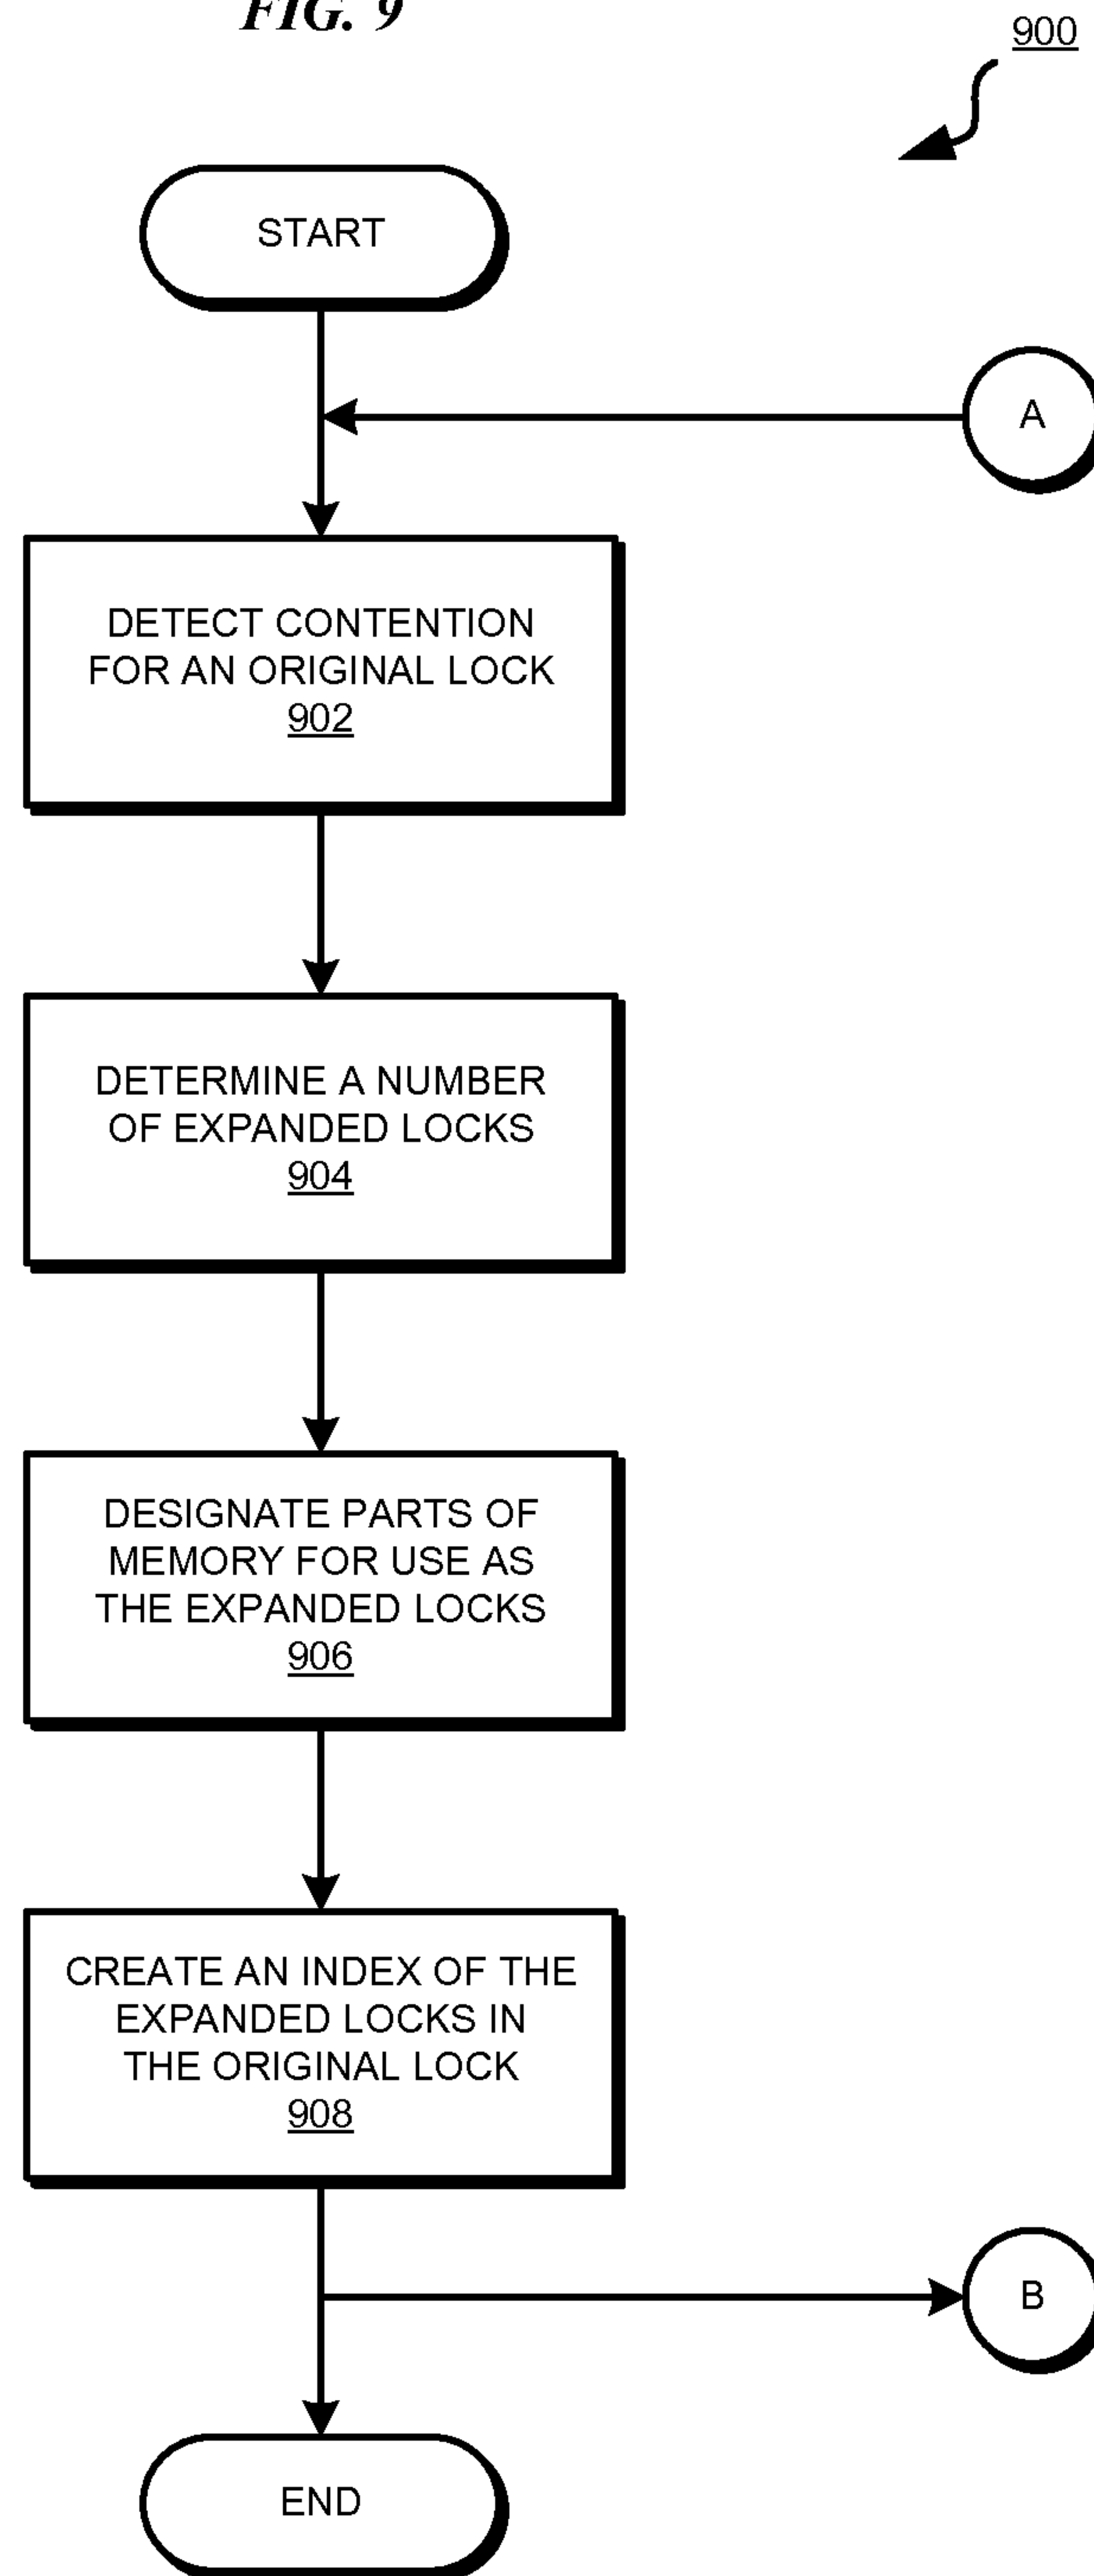 FIG. 9
900
START
A
DETECT CONTENTION
FOR AN ORIGINAL LOCK
902
DETERMINE A NUMBER
OF EXPANDED LOCKS
904
DESIGNATE PARTS OF
MEMORY FOR USE AS
THE EXPANDED LOCKS
906
CREATE AN INDEX OF THE
EXPANDED LOCKS IN
THE ORIGINAL LOCK
908
B
END